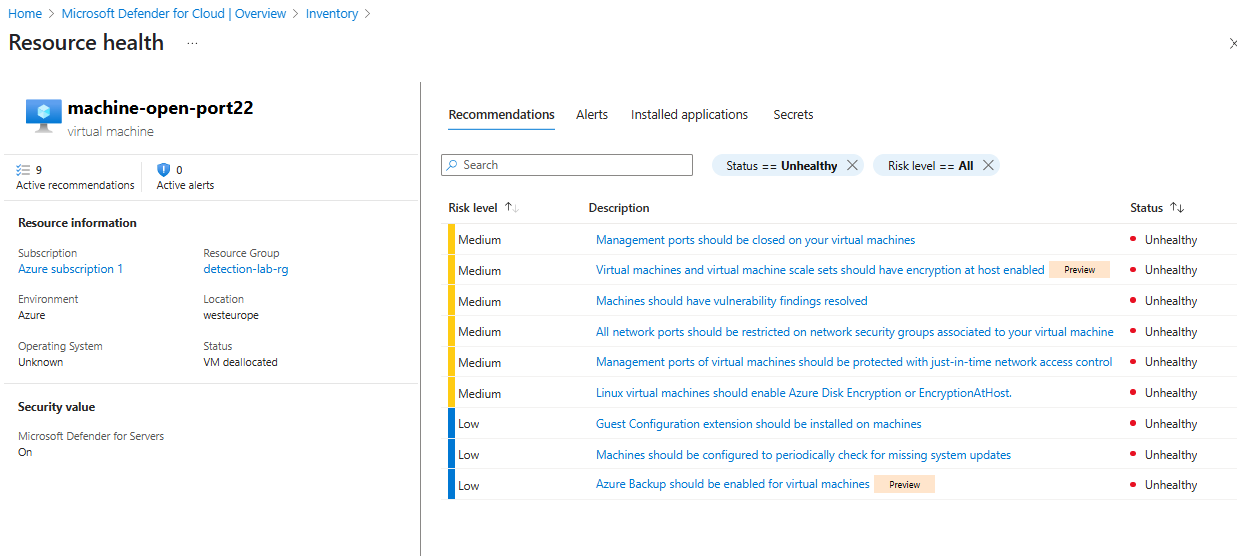 Home > Microsoft Defender for Cloud | Overview > Inventory >
Resource health ...
machine-open-port22
virtual machine
9
Active recommendations
0
Active alerts
Resource information
Subscription
Azure subscription 1
Resource Group
detection-lab-rg
Environment
Azure
Location
westeurope
Operating System
Unknown
Status
VM deallocated
Security value
Microsoft Defender for Servers
On
Recommendations Alerts Installed applications Secrets
Search
Status == Unhealthy
Risk level == All
Risk level Description Status
Medium Management ports should be closed on your virtual machines Unhealthy
Medium Virtual machines and virtual machine scale sets should have encryption at host enabled Preview Unhealthy
Medium Machines should have vulnerability findings resolved Unhealthy
Medium All network ports should be restricted on network security groups associated to your virtual machine Unhealthy
Medium Management ports of virtual machines should be protected with just-in-time network access control Unhealthy
Medium Linux virtual machines should enable Azure Disk Encryption or EncryptionAtHost. Unhealthy
Low Guest Configuration extension should be installed on machines Unhealthy
Low Machines should be configured to periodically check for missing system updates Unhealthy
Low Azure Backup should be enabled for virtual machines Preview Unhealthy